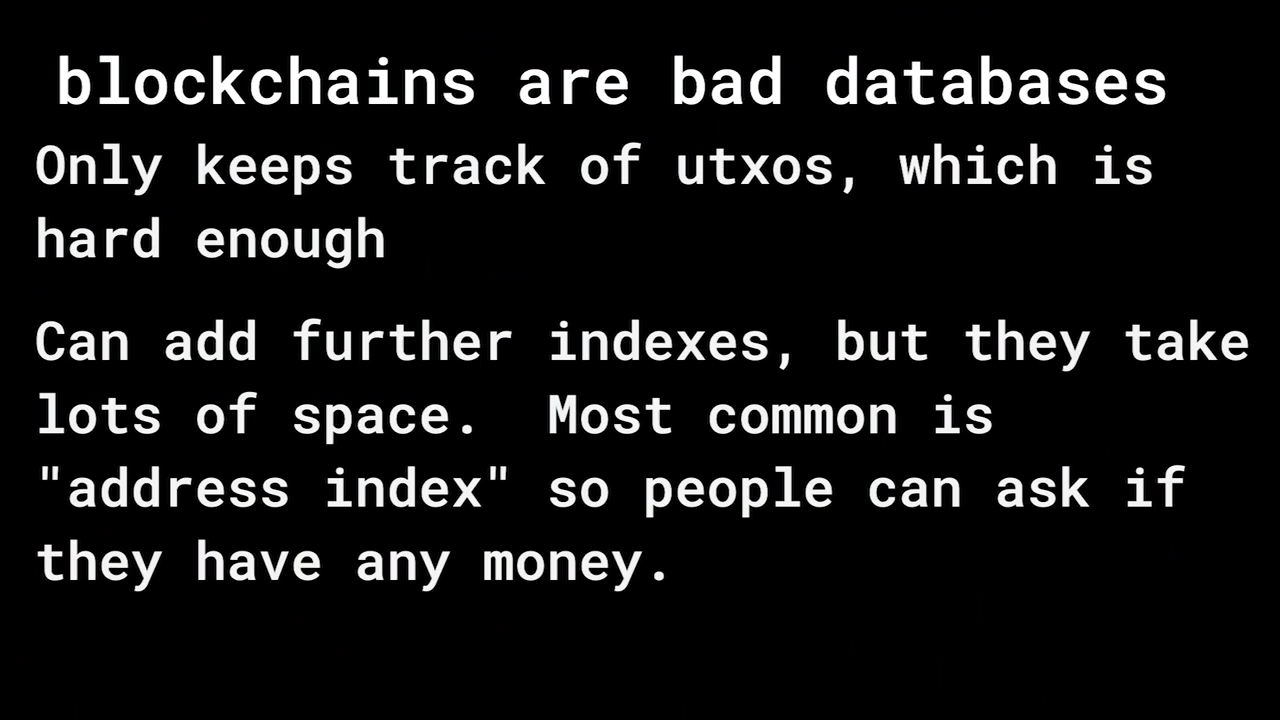 blockchains are bad databases
Only keeps track of utxos, which is
hard enough
Can add further indexes, but they take
lots of space.  Most common is
"address index" so people can ask if
they have any money.